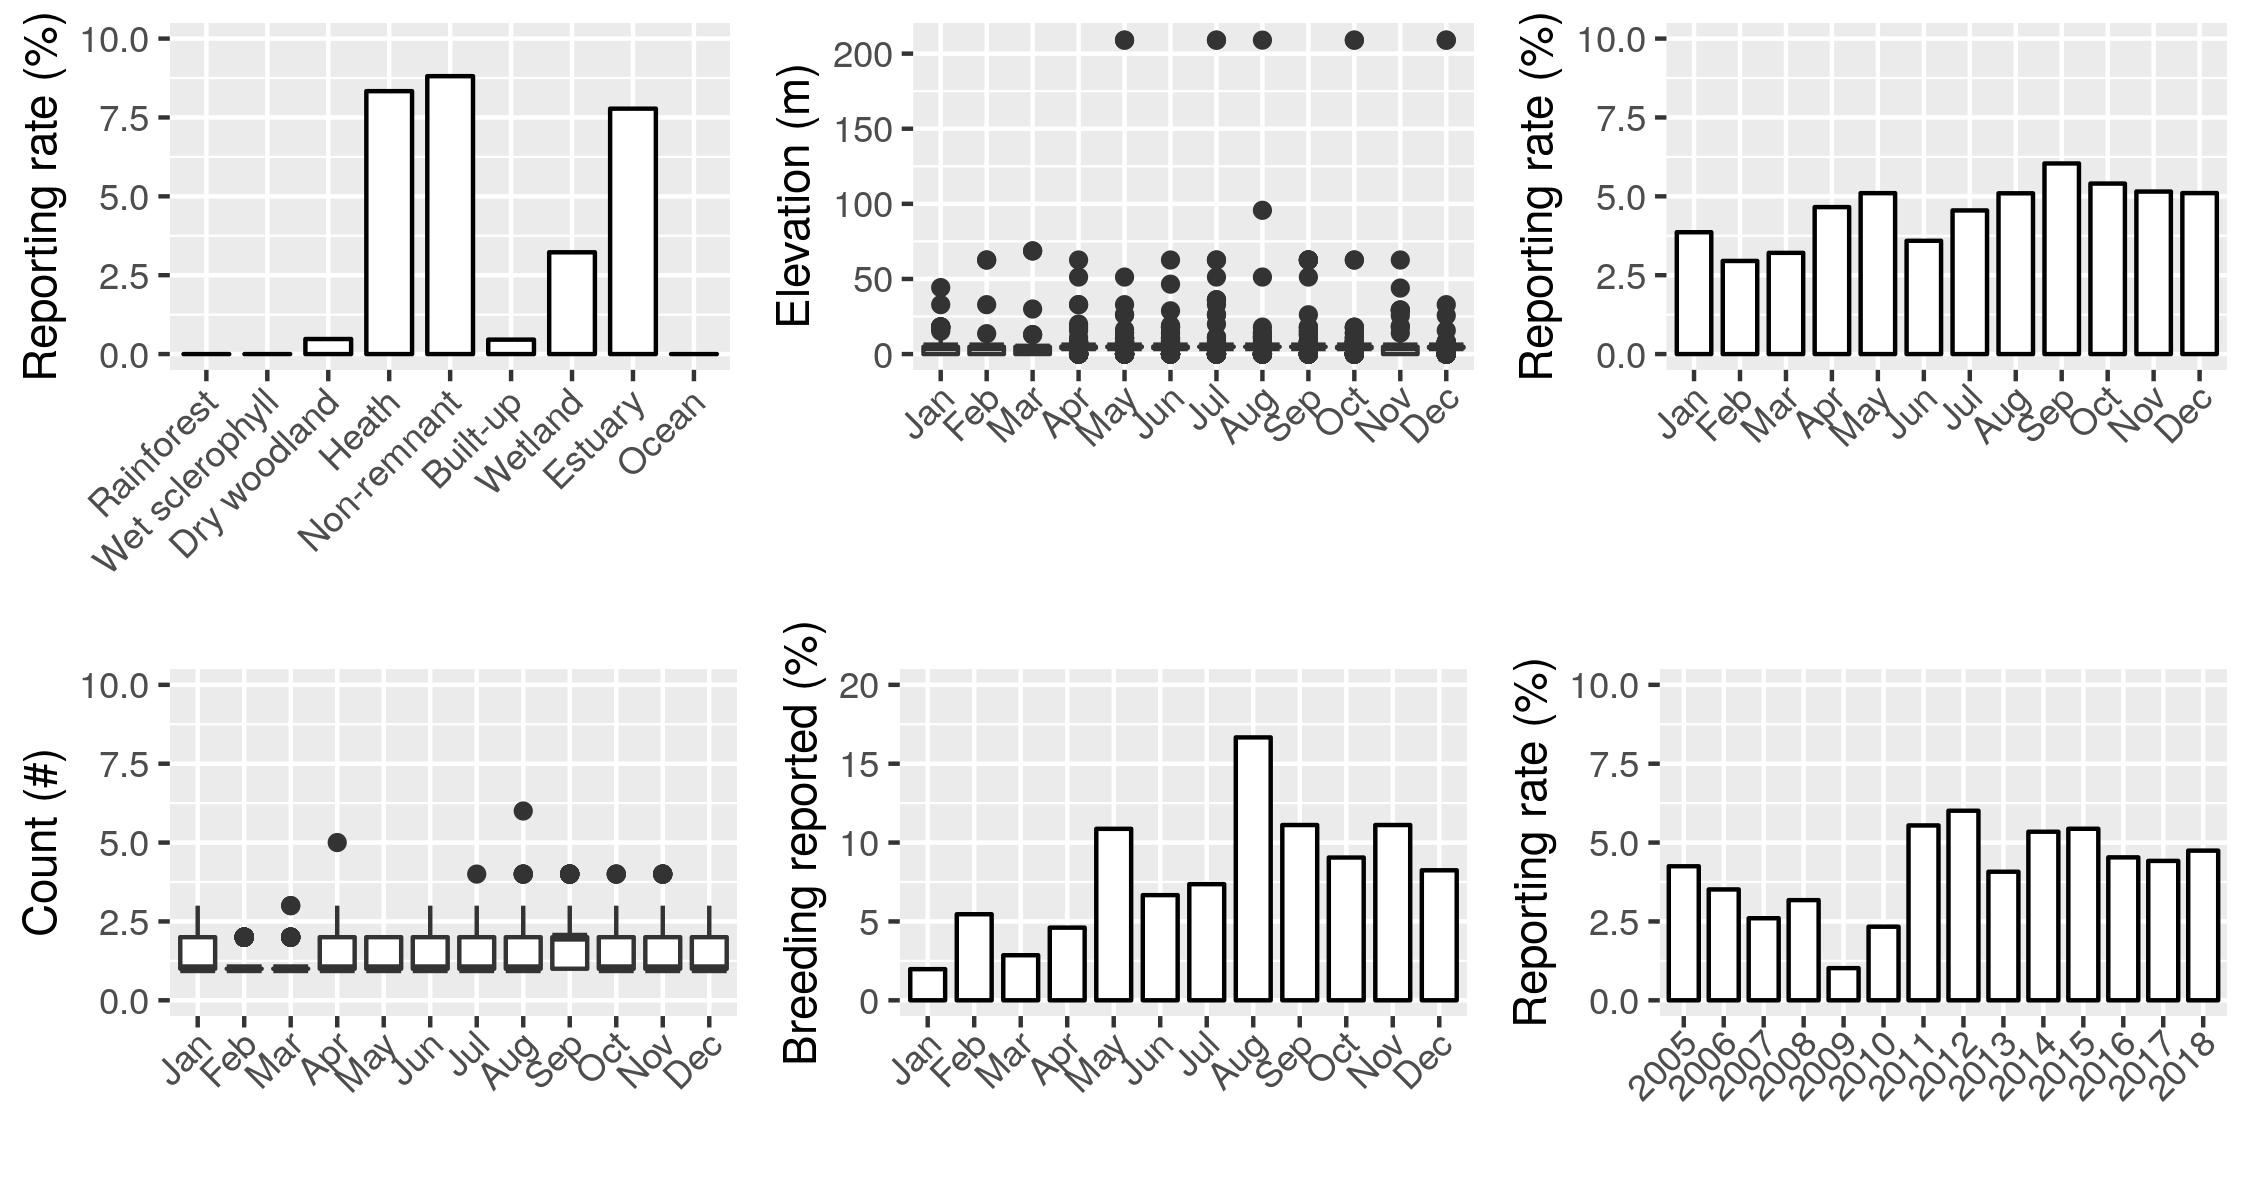 Reporting rate (%)
10.0
7.5
5.0
2.5
0.0
Rainforest
Wet sclerophyll
Dry woodland
Heath
Non-remnant
Built-up
Wetland
Estuary
Ocean
Elevation (m)
200
150
100
50
0
Jan
Feb
Mar
Apr
May
Jun
Jul
Aug
Sep
Oct
Nov
Dec
Reporting rate (%)
10.0
7.5
5.0
2.5
0.0
Jan
Feb
Mar
Apr
May
Jun
Jul
Aug
Sep
Oct
Nov
Dec
Count (#)
10.0
7.5
5.0
2.5
0.0
Jan
Feb
Mar
Apr
May
Jun
Jul
Aug
Sep
Oct
Nov
Dec
Breeding reported (%)
20
15
10
5
0
Jan
Feb
Mar
Apr
May
Jun
Jul
Aug
Sep
Oct
Nov
Dec
Reporting rate (%)
10.0
7.5
5.0
2.5
0.0
2005
2006
2007
2008
2009
2010
2011
2012
2013
2014
2015
2016
2017
2018